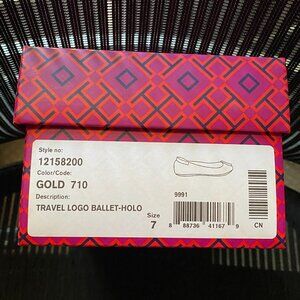 Style no:
12158200
Color/Code:
GOLD 710
Description:
TRAVEL LOGO BALLET-HOLO
9991
Size
7
8 88736 41167 9
CN